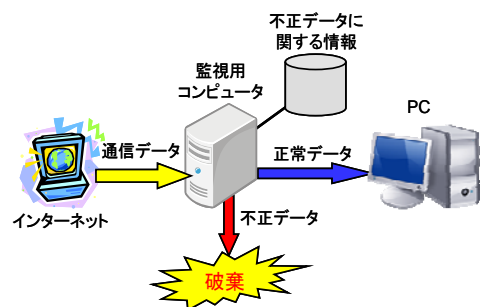 不正データに
関する情報
監視用
コンピュータ
PC
通信データ
正常データ
インターネット
不正データ
破棄